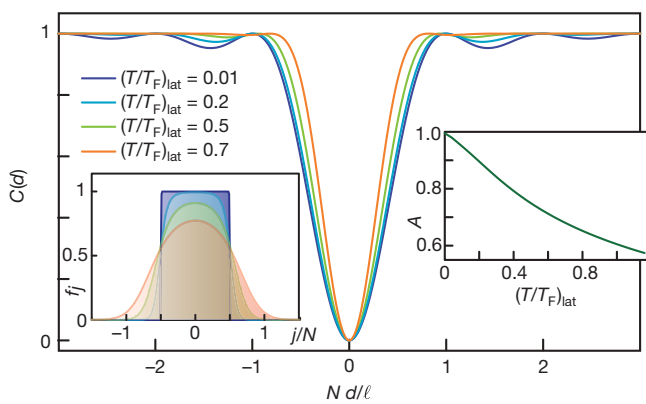 1
C(d)
0
(T/T_F)_lat = 0.01
(T/T_F)_lat = 0.2
(T/T_F)_lat = 0.5
(T/T_F)_lat = 0.7
1
0.5
0
fj
−1 0 1 j/N
1.0
0.8
0.6
A
0 0.4 0.8
(T/T_F)_lat
−2 −1 0 1 2
N d/ℓ